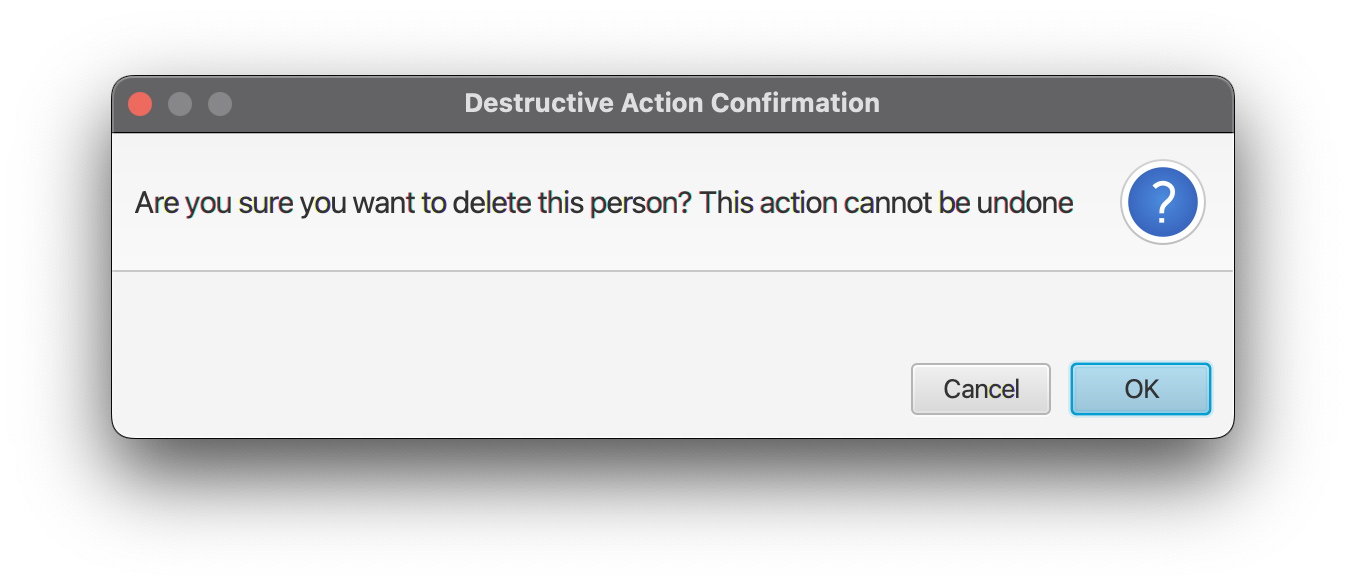 Destructive Action Confirmation
Are you sure you want to delete this person? This action cannot be undone
?
Cancel
OK